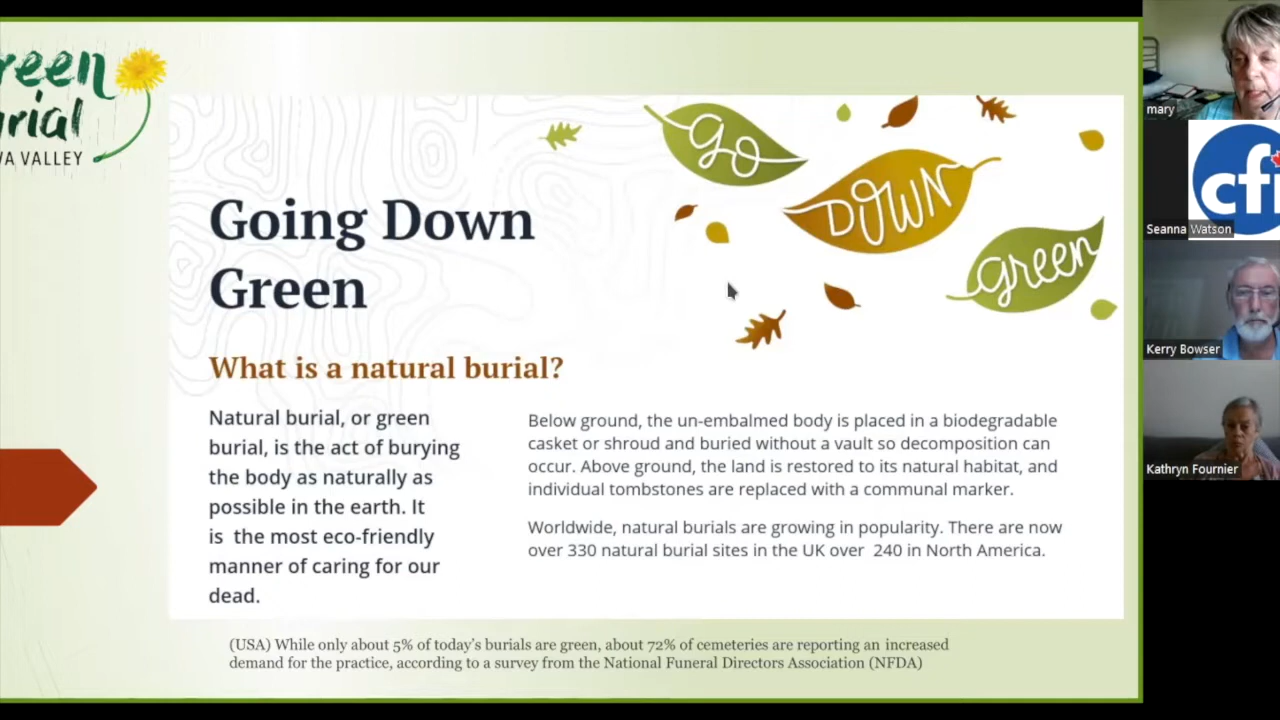 reen
rial
VA VALLEY
GO
DOWN
green
Going Down
Green
What is a natural burial?
Natural burial, or green
burial, is the act of burying
the body as naturally as
possible in the earth. It
is the most eco-friendly
manner of caring for our
dead.
Below ground, the un-embalmed body is placed in a biodegradable
casket or shroud and buried without a vault so decomposition can
occur. Above ground, the land is restored to its natural habitat, and
individual tombstones are replaced with a communal marker.
Worldwide, natural burials are growing in popularity. There are now
over 330 natural burial sites in the UK over 240 in North America.
(USA) While only about 5% of today's burials are green, about 72% of cemeteries are reporting an increased
demand for the practice, according to a survey from the National Funeral Directors Association (NFDA)
mary
cfi
Seanna Watson
Kerry Bowser
Kathryn Fournier